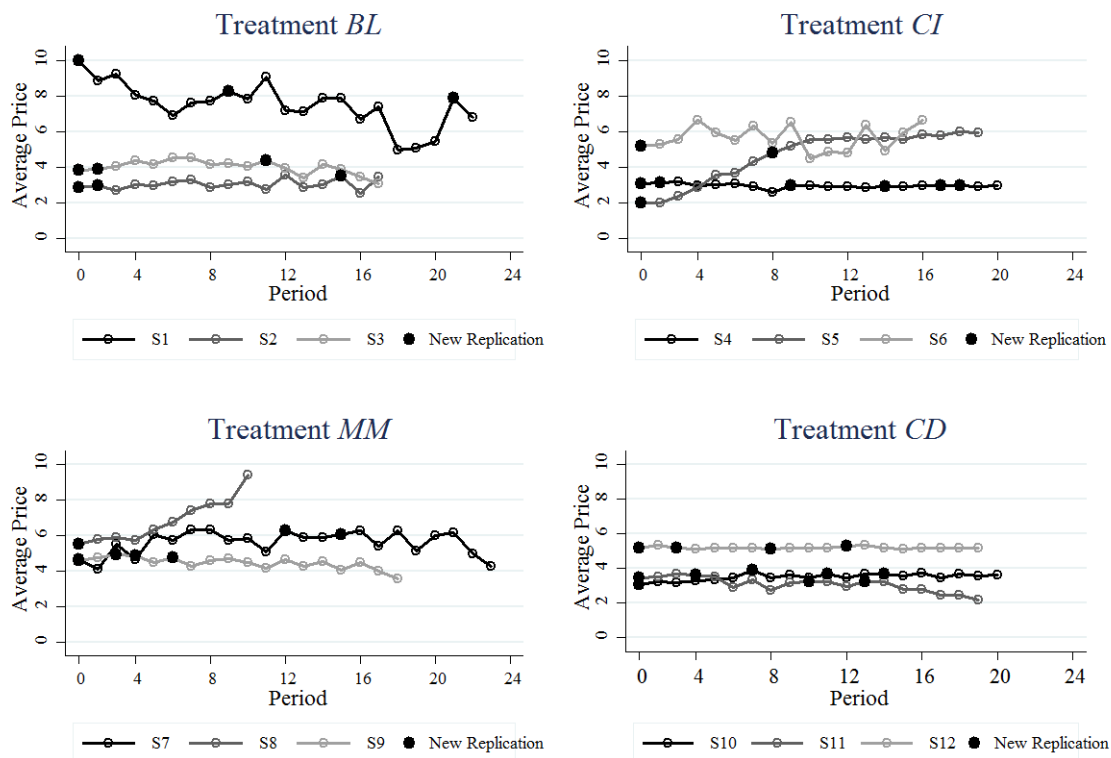 Treatment BL
Average Price
0 2 4 6 8 10
0 4 8 12 16 20 24
Period
S1 S2 S3 New Replication
Treatment CI
Average Price
0 2 4 6 8 10
0 4 8 12 16 20 24
Period
S4 S5 S6 New Replication
Treatment MM
Average Price
0 2 4 6 8 10
0 4 8 12 16 20 24
Period
S7 S8 S9 New Replication
Treatment CD
Average Price
0 2 4 6 8 10
0 4 8 12 16 20 24
Period
S10 S11 S12 New Replication